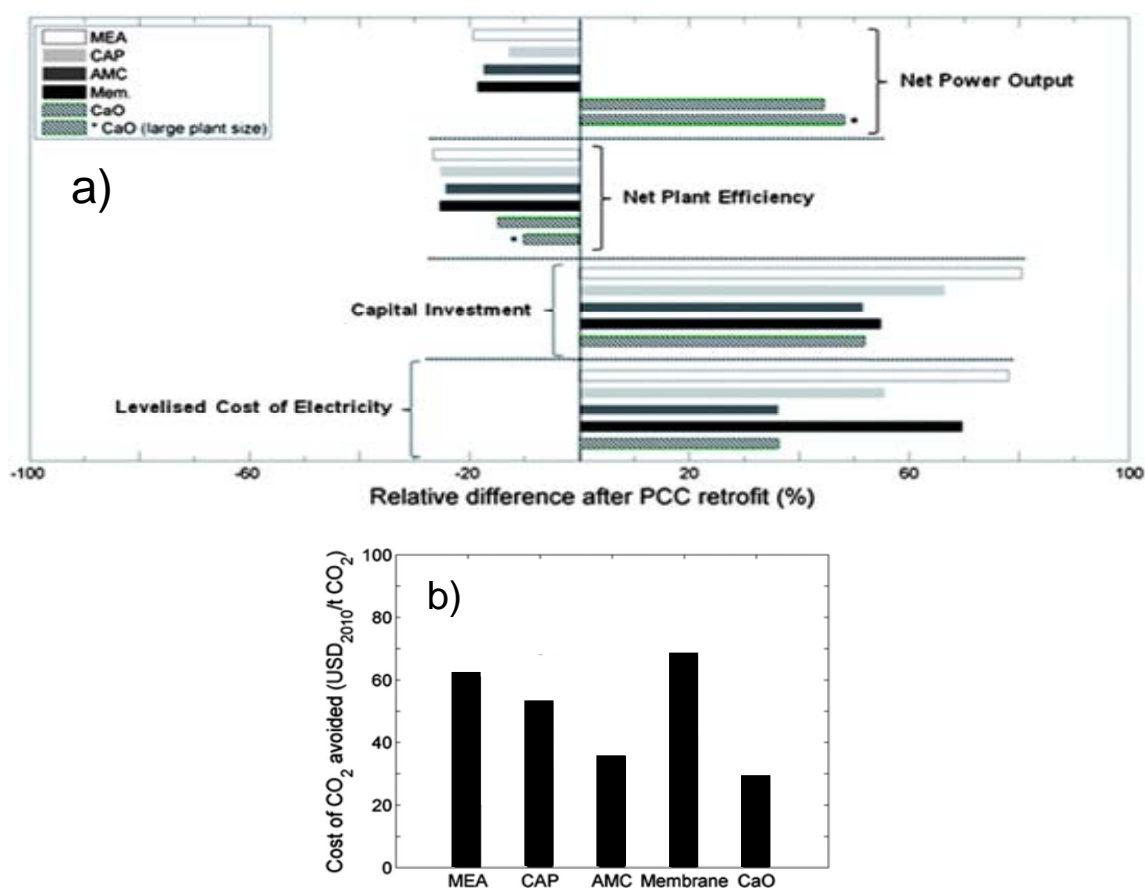 MEA
CAP
AMC
Mem.
CaO
* CaO (large plant size)
a)
Net Power Output
*
Net Plant Efficiency
*
Capital Investment
Levelised Cost of Electricity
-100 -60 -20 20 60 100
Relative difference after PCC retrofit (%)
b)
Cost of CO2 avoided (USD2010/t CO2)
100
80
60
40
20
0
MEA CAP AMC Membrane CaO